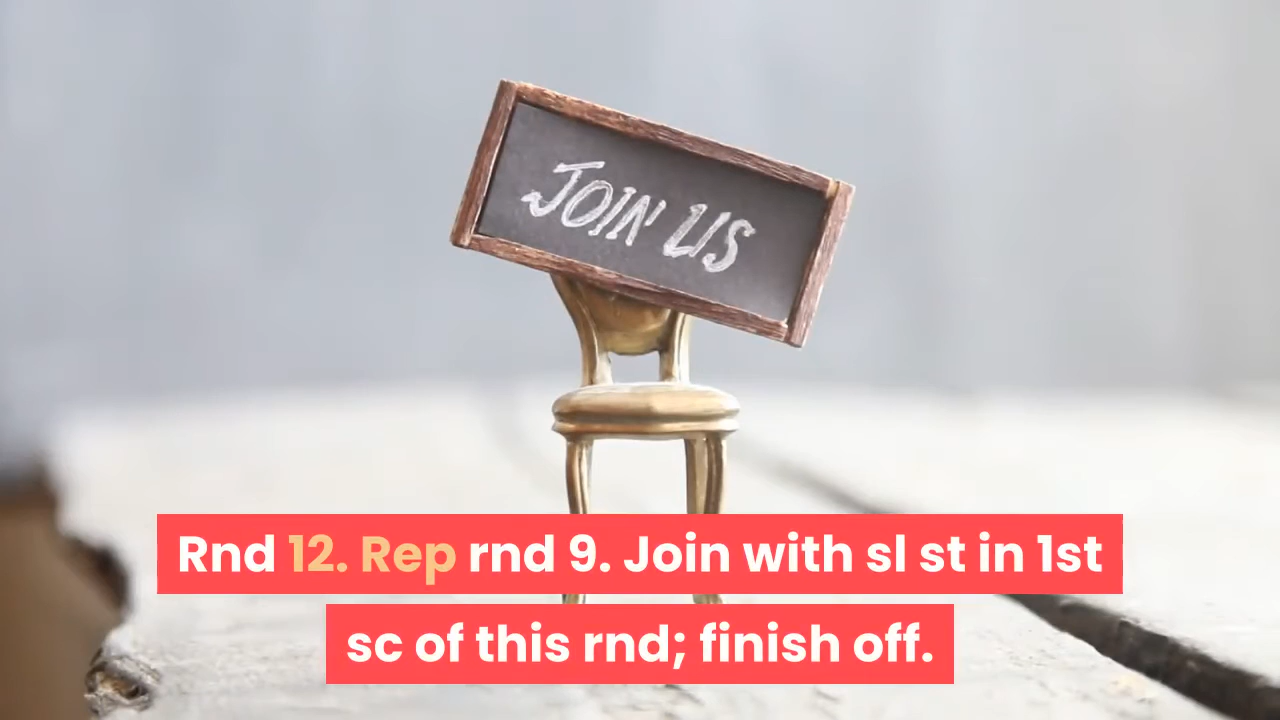 JOIN US
Rnd 12. Rep rnd 9. Join with sl st in 1st
sc of this rnd; finish off.